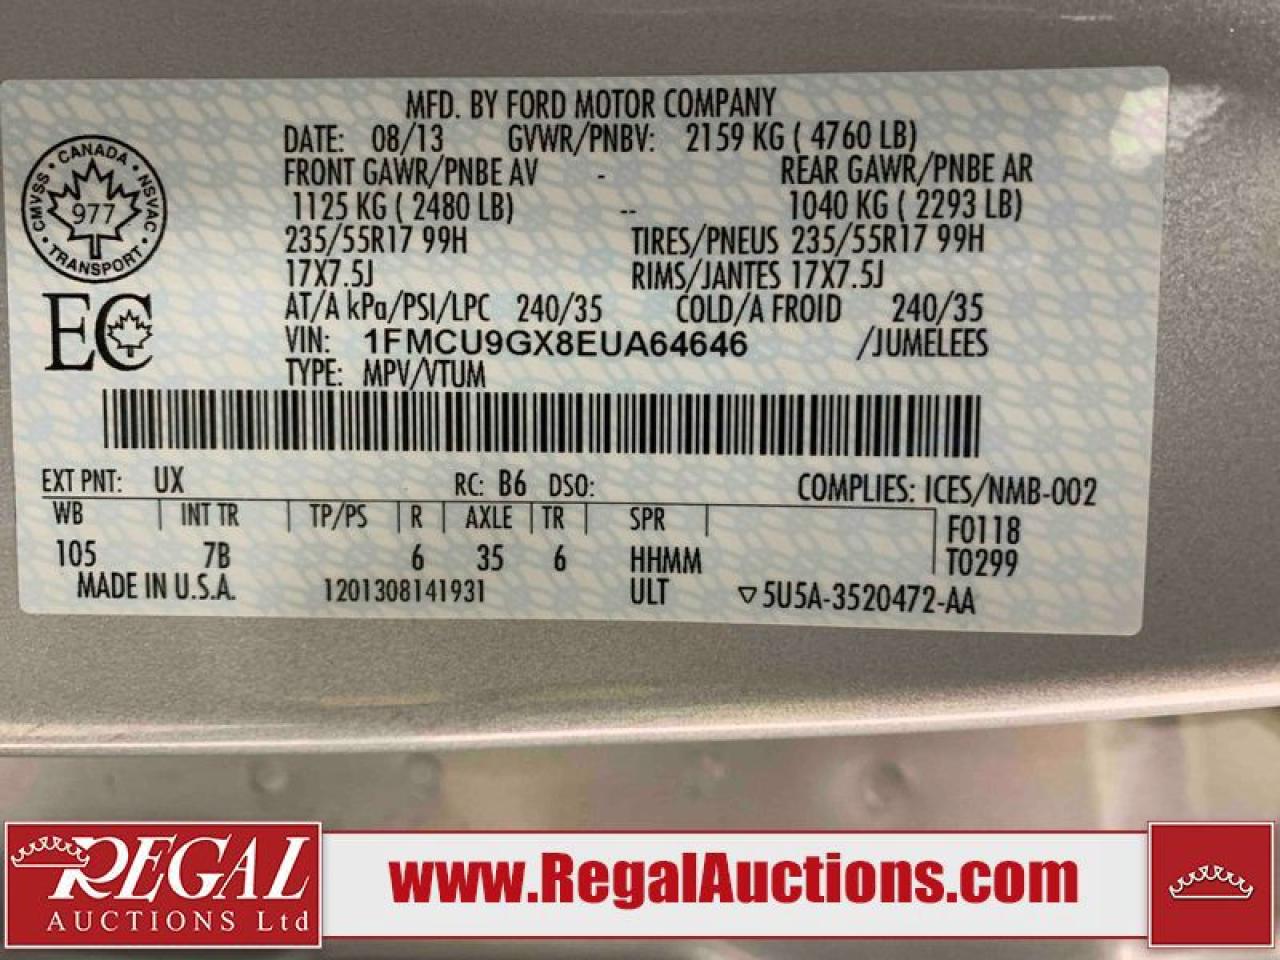 MFD. BY FORD MOTOR COMPANY
DATE: 08/13 GVWR/PNBV: 2159 KG ( 4760 LB)
FRONT GAWR/PNBE AV - REAR GAWR/PNBE AR
1125 KG ( 2480 LB) -- 1040 KG ( 2293 LB)
235/55R17 99H TIRES/PNEUS 235/55R17 99H
17X7.5J RIMS/JANTES 17X7.5J
AT/A kPa/PSI/LPC 240/35 COLD/A FROID 240/35
VIN: 1FMCU9GX8EUA64646 /JUMELEES
TYPE: MPV/VTUM
CANADA
CMVSS • NSVAC
977
TRANSPORT
EC
EXT PNT: UX RC: B6 DSO: COMPLIES: ICES/NMB-002
WB | INT TR | TP/PS | R | AXLE | TR | SPR | F0118
105 7B 6 35 6 HHMM T0299
MADE IN U.S.A. 1201308141931 ULT ▽ 5U5A-3520472-AA
REGAL
AUCTIONS Ltd
www.RegalAuctions.com